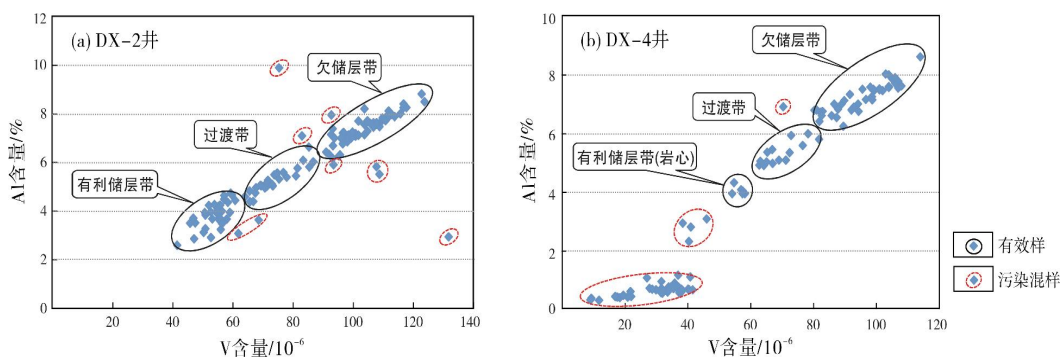 (a) DX-2井
Al含量/%
12
10
8
6
4
2
0
欠储层带
过渡带
有利储层带
20
40
60
80
100
120
140
V含量/10⁻⁶
(b) DX-4井
Al含量/%
10
8
6
4
2
0
欠储层带
过渡带
有利储层带(岩心)
20
40
60
80
100
120
V含量/10⁻⁶
有效样
污染混样